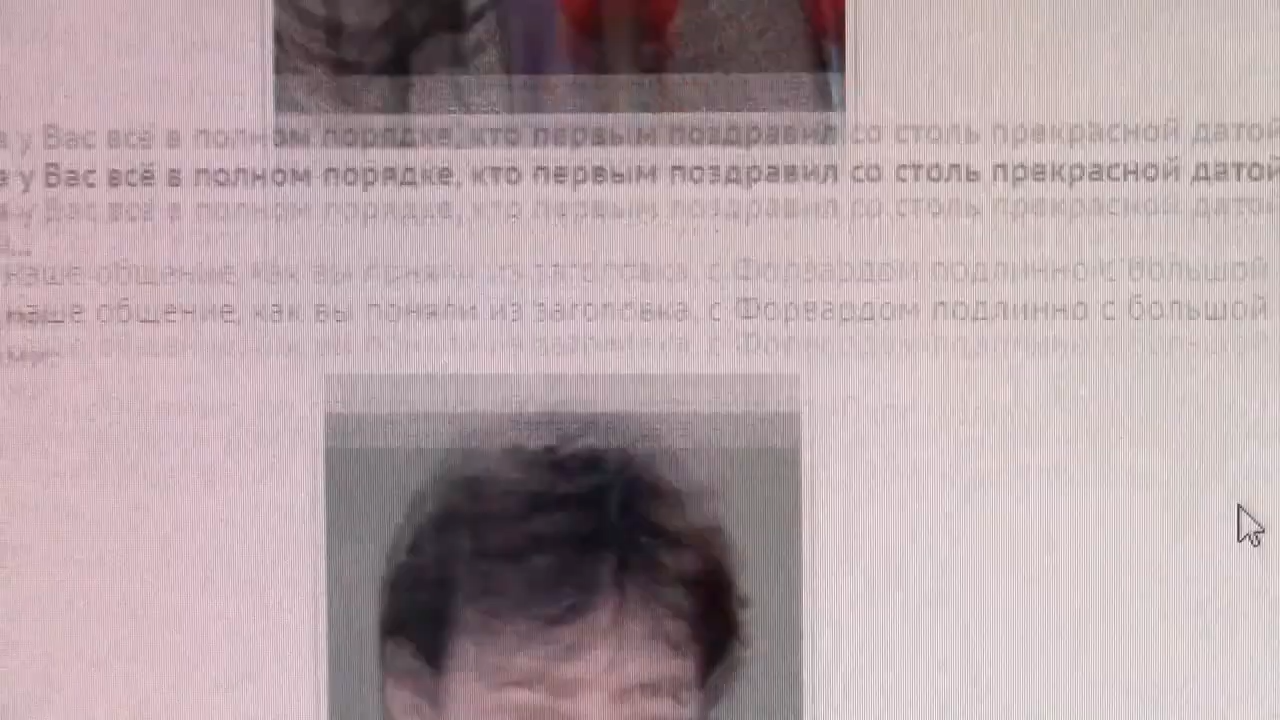 у Вас всё в полном порядке, кто первым поздравил со столь прекрасной датой
наше общение, как вы поняли из заголовка, с Форвардом подлинно с большой